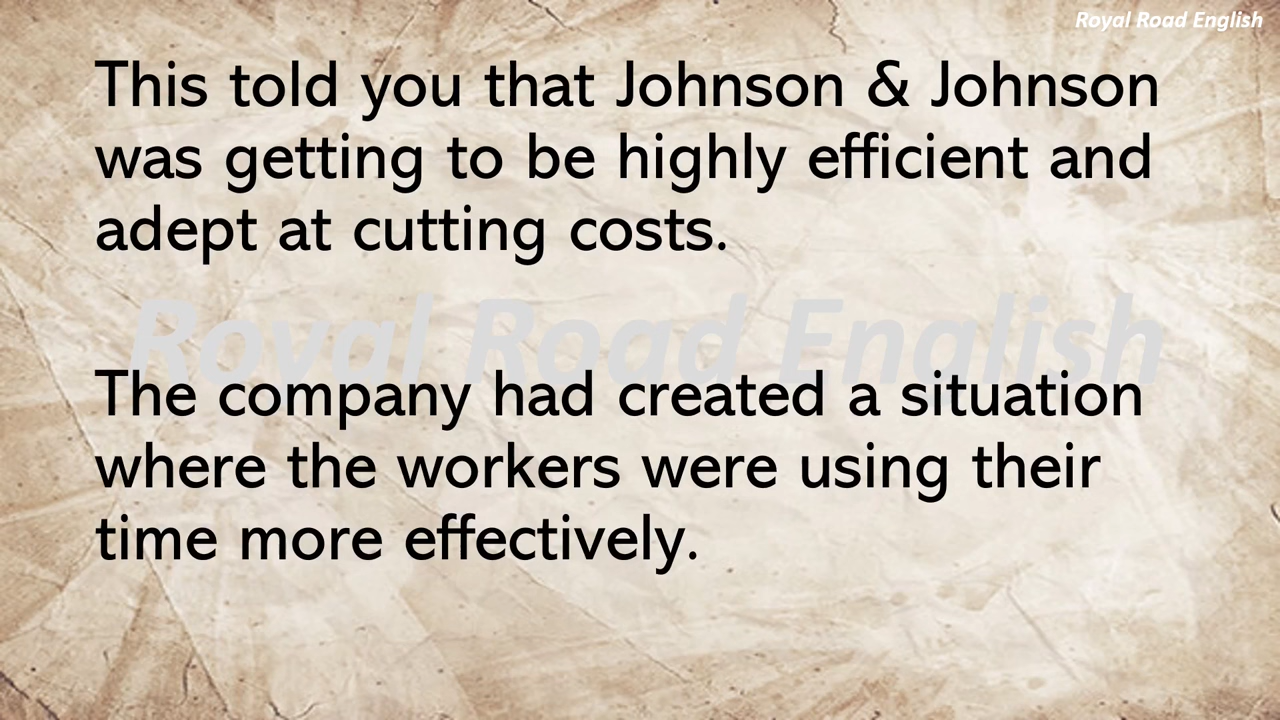 Royal Road English
This told you that Johnson & Johnson
was getting to be highly efficient and
adept at cutting costs.
Royal Road English
The company had created a situation
where the workers were using their
time more effectively.